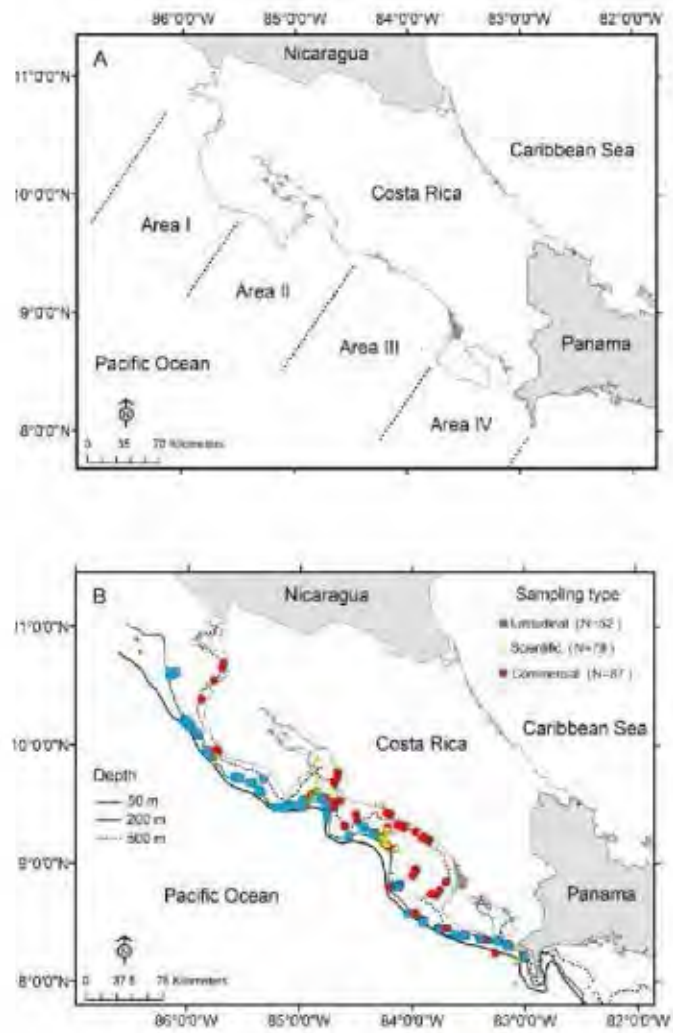 86°0'0"W 85°0'0"W 84°0'0"W 83°0'0"W 82°0'0"W
A
Nicaragua
11°0'0"N
Caribbean Sea
10°0'0"N
Costa Rica
Area I
Area II
9°0'0"N
Area III
Panama
Pacific Ocean
8°0'0"N
Area IV
0 35 70 Kilometers
B
Nicaragua
Sampling type
11°0'0"N
Latitudinal (N=52)
Scientific (N=79)
Commercial (N=87)
Caribbean Sea
10°0'0"N
Costa Rica
Depth
50 m
200 m
500 m
9°0'0"N
Pacific Ocean
Panama
8°0'0"N
0 37.5 75 Kilometers
86°0'0"W 85°0'0"W 84°0'0"W 83°0'0"W 82°0'0"W